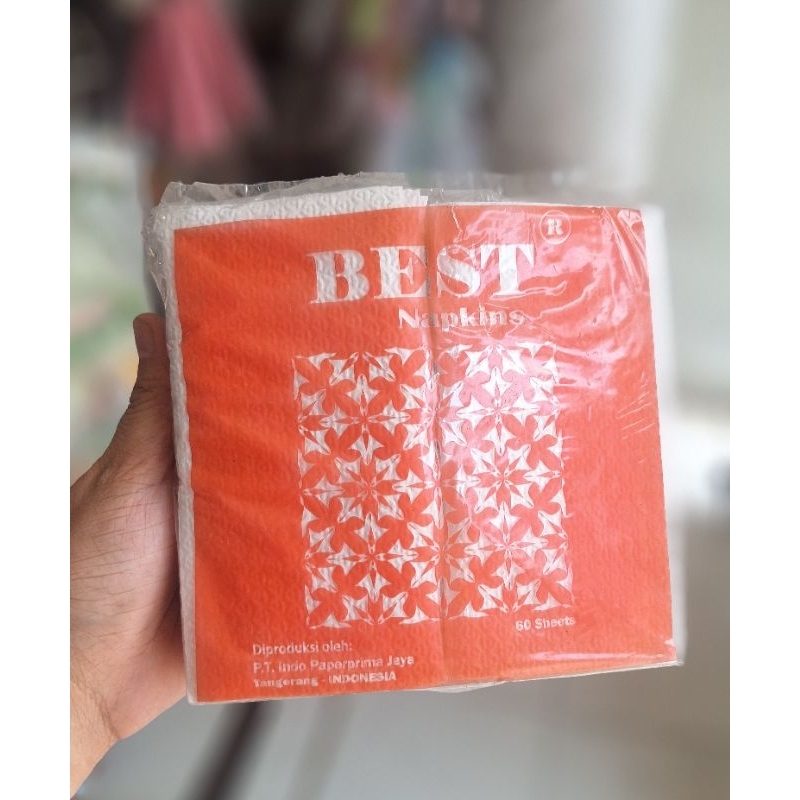 BEST ®
Napkins
60 Sheets
Diproduksi oleh:
P.T. Indo Paperprima Jaya
Tangerang - INDONESIA